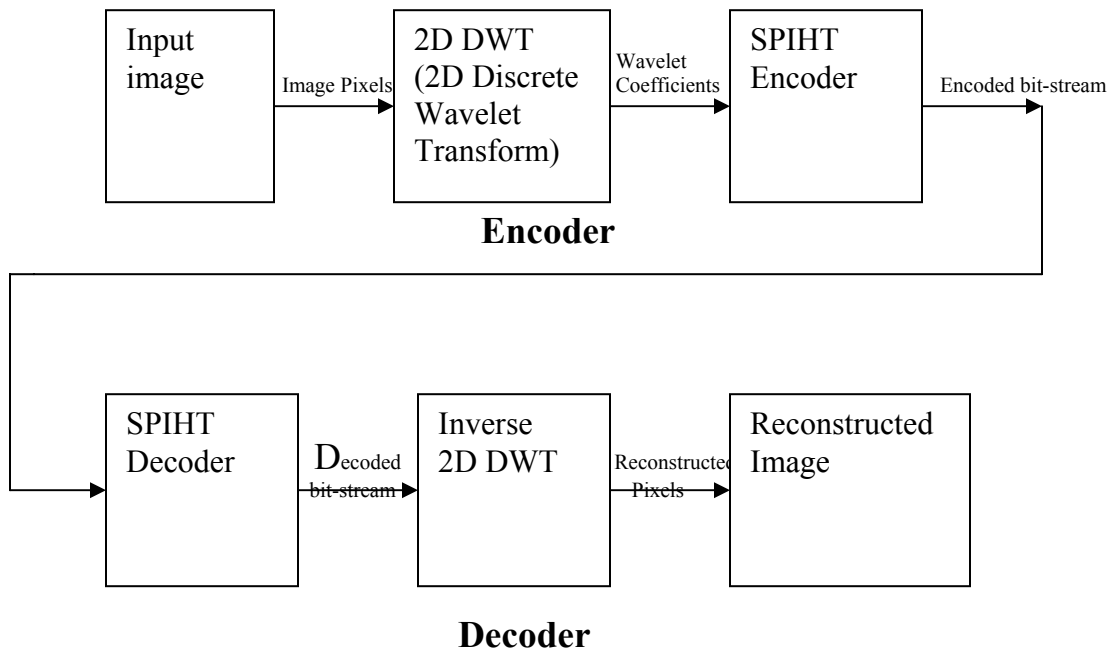 Input
image
Image Pixels
2D DWT
(2D Discrete
Wavelet
Transform)
Wavelet
Coefficients
SPIHT
Encoder
Encoded bit-stream
Encoder
SPIHT
Decoder
Decoded
bit-stream
Inverse
2D DWT
Reconstructed
Pixels
Reconstructed
Image
Decoder